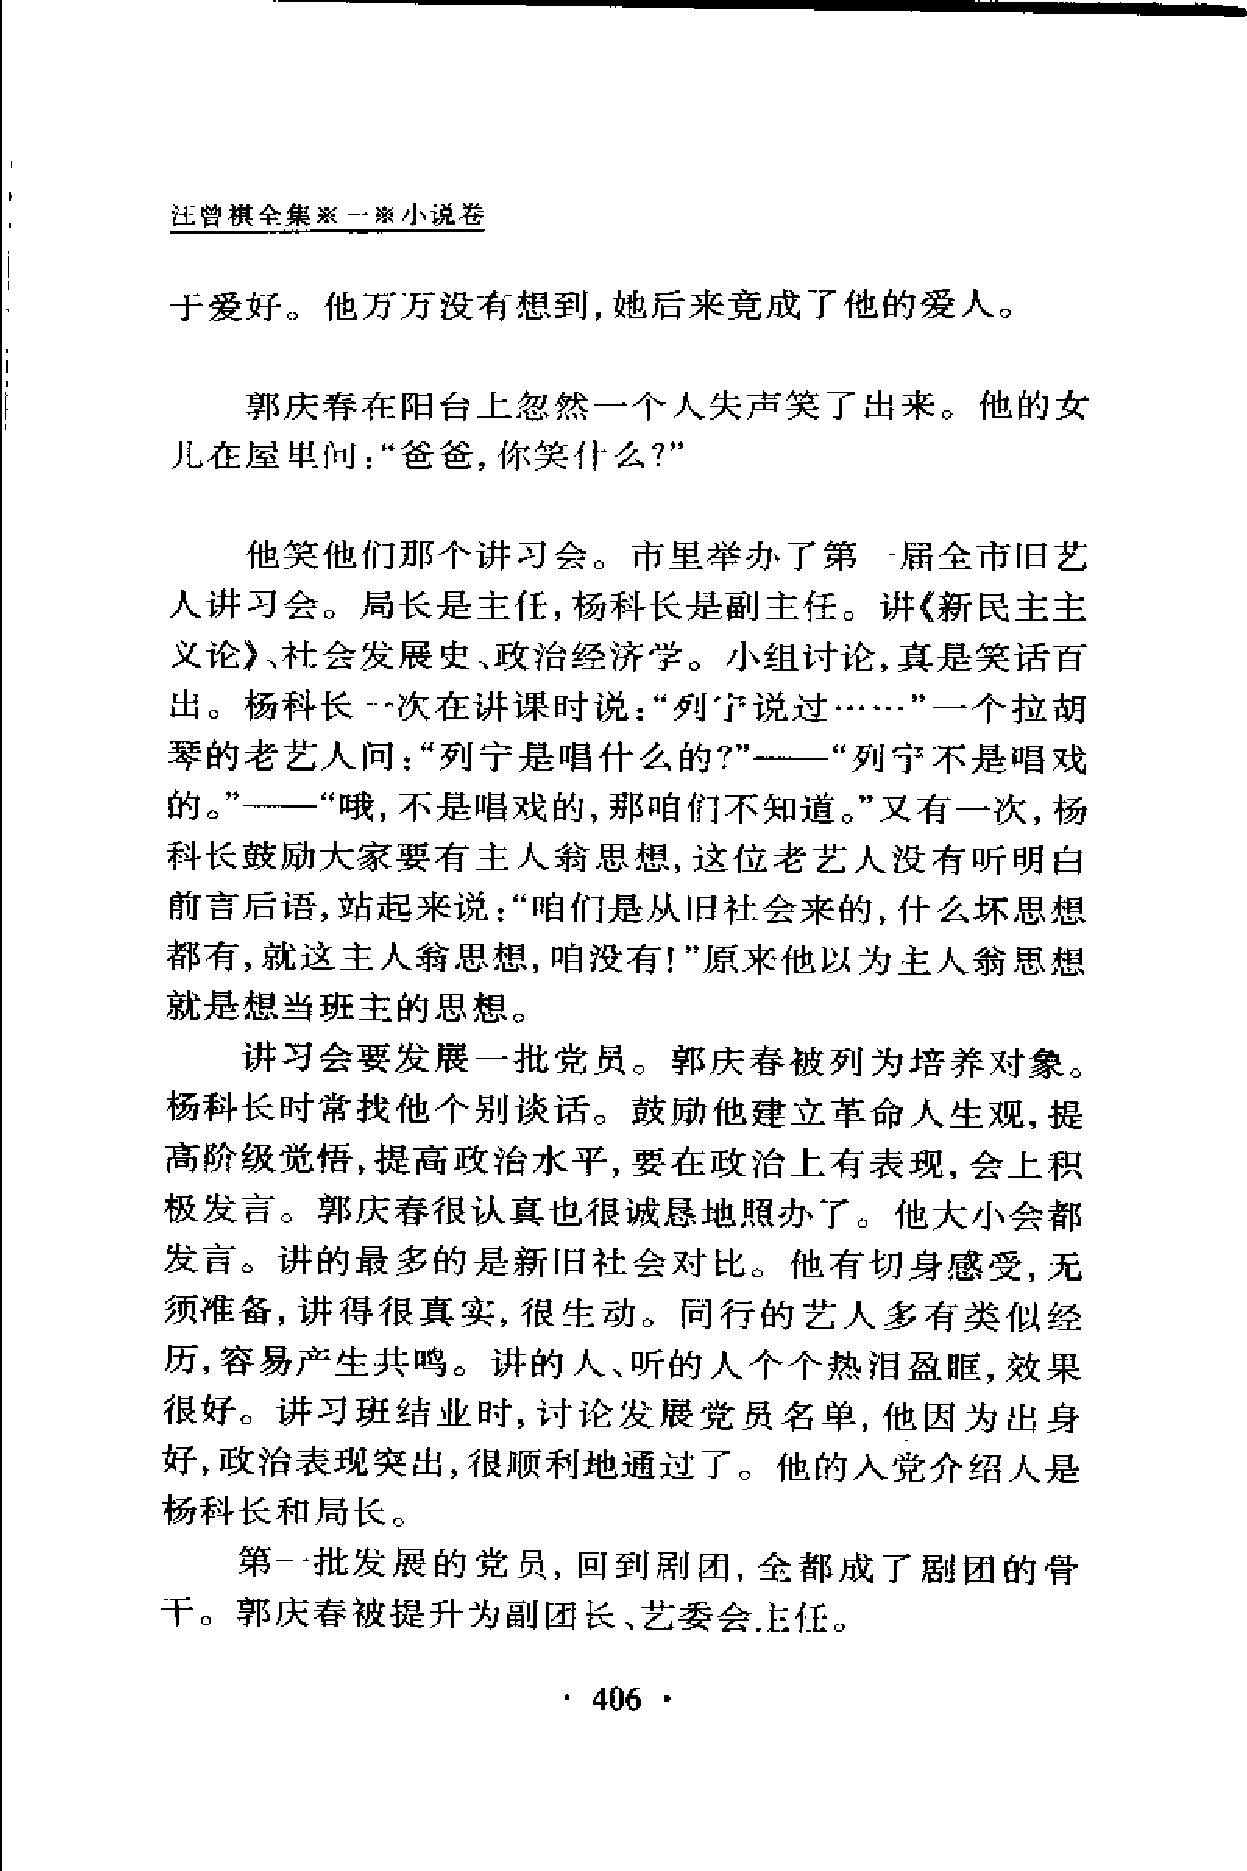 汪曾祺全集※一※小说卷
于爱好。他万万没有想到,她后来竟成了他的爱人。
郭庆春在阳台上忽然一个人失声笑了出来。他的女
儿在屋里问:“爸爸,你笑什么?”
他笑他们那个讲习会。市里举办了第一届全市旧艺
人讲习会。局长是主任,杨科长是副主任。讲《新民主主
义论》、社会发展史、政治经济学。小组讨论,真是笑话百
出。杨科长一次在讲课时说:“列宁说过……”一个拉胡
琴的老艺人问:“列宁是唱什么的?”——“列宁不是唱戏
的。”——“哦,不是唱戏的,那咱们不知道。”又有一次,杨
科长鼓励大家要有主人翁思想,这位老艺人没有听明白
前言后语,站起来说:“咱们是从旧社会来的,什么坏思想
都有,就这主人翁思想,咱没有!”原来他以为主人翁思想
就是想当班主的思想。
讲习会要发展一批党员。郭庆春被列为培养对象。
杨科长时常找他个别谈话。鼓励他建立革命人生观,提
高阶级觉悟,提高政治水平,要在政治上有表现,会上积
极发言。郭庆春很认真也很诚恳地照办了。他大小会都
发言。讲的最多的是新旧社会对比。他有切身感受,无
须准备,讲得很真实,很生动。同行的艺人多有类似经
历,容易产生共鸣。讲的人、听的人个个热泪盈眶,效果
很好。讲习班结业时,讨论发展党员名单,他因为出身
好,政治表现突出,很顺利地通过了。他的入党介绍人是
杨科长和局长。
第一批发展的党员,回到剧团,全都成了剧团的骨
干。郭庆春被提升为副团长、艺委会主任。
· 406 ·